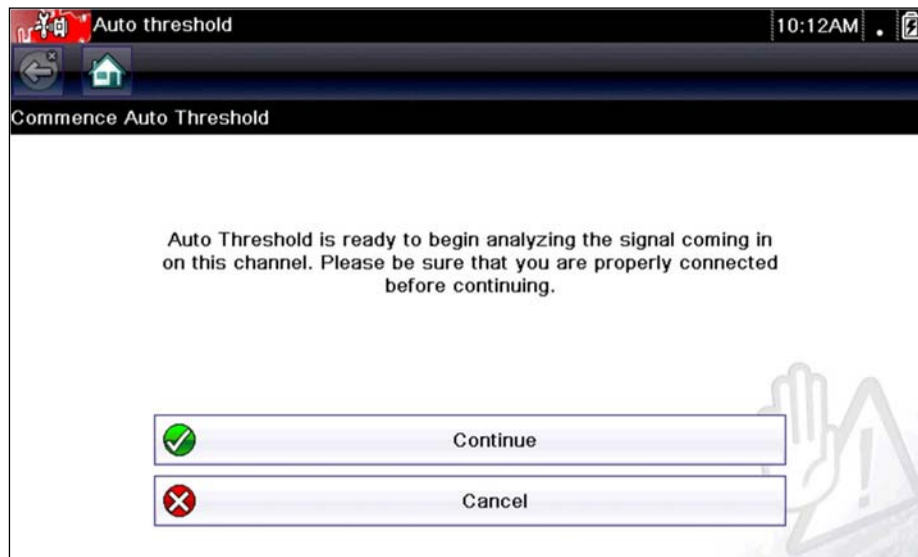 Auto threshold
10:12AM
Commence Auto Threshold
Auto Threshold is ready to begin analyzing the signal coming in
on this channel. Please be sure that you are properly connected
before continuing.
Continue
Cancel